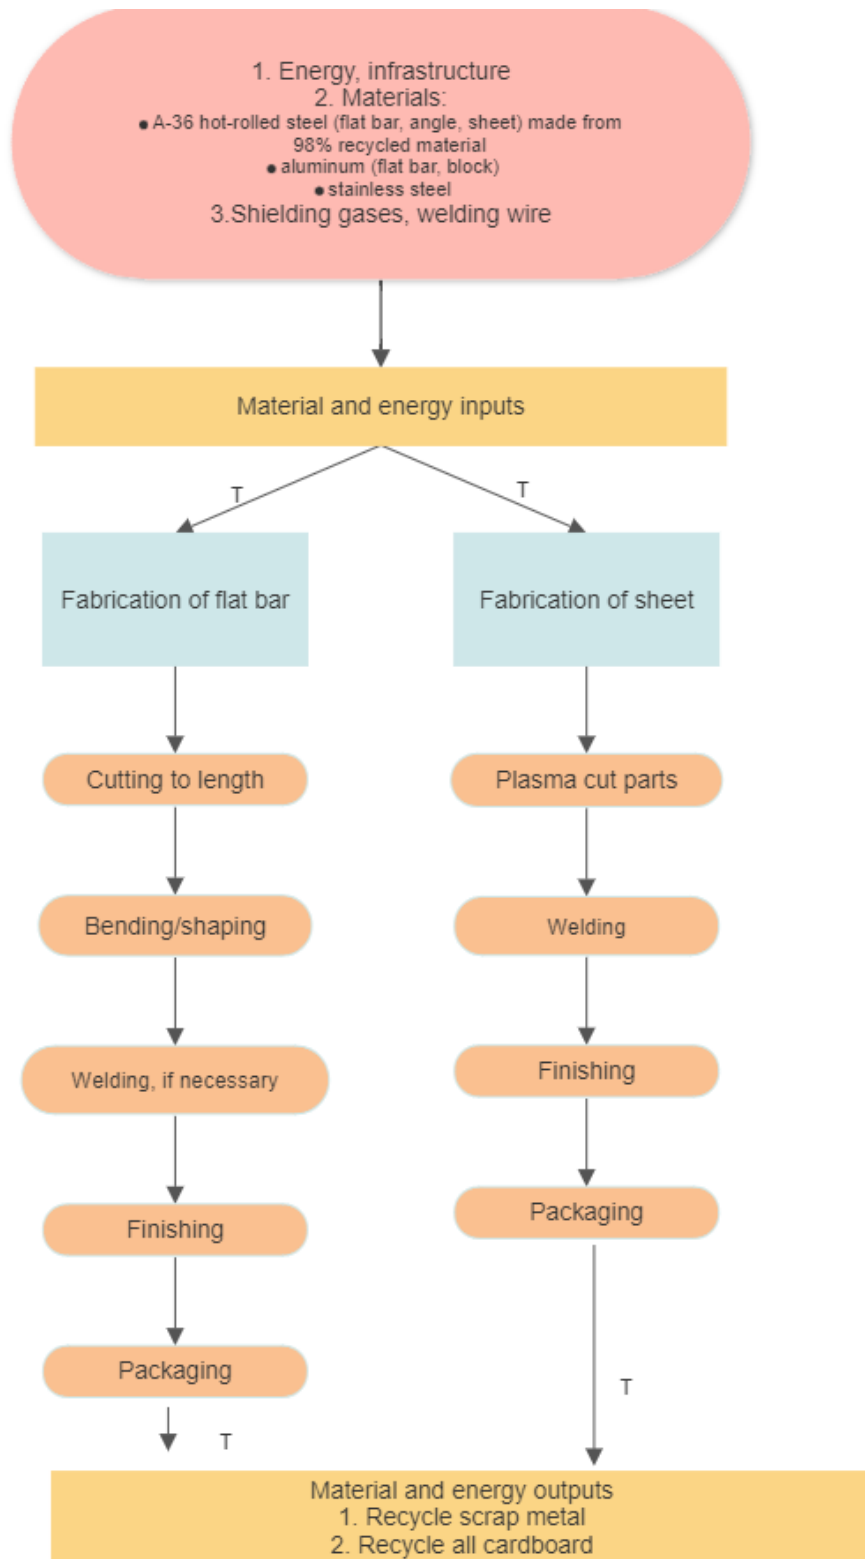 1. Energy, infrastructure
2. Materials:
● A-36 hot-rolled steel (flat bar, angle, sheet) made from
98% recycled material
● aluminum (flat bar, block)
● stainless steel
3.Shielding gases, welding wire
Material and energy inputs
T
T
Fabrication of flat bar
Fabrication of sheet
Cutting to length
Plasma cut parts
Bending/shaping
Welding
Welding, if necessary
Finishing
Finishing
Packaging
Packaging
T
T
Material and energy outputs
1. Recycle scrap metal
2. Recycle all cardboard